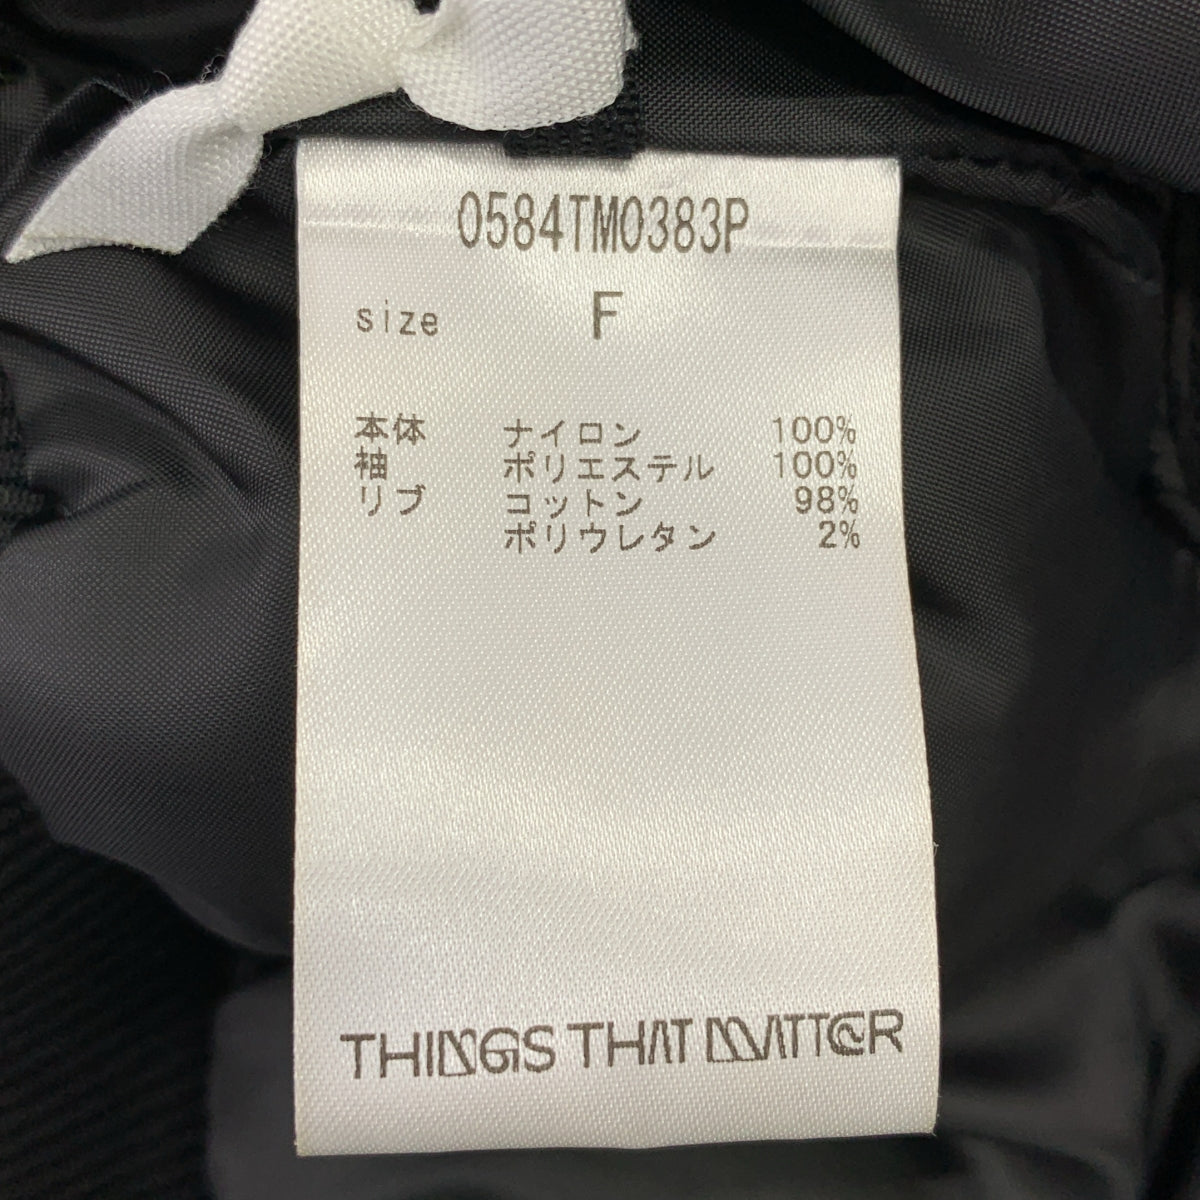 0584TM0383P
size F
本体 ナイロン 100%
袖 ポリエステル 100%
リブ コットン 98%
ポリウレタン 2%
THINGS THAT MATTER